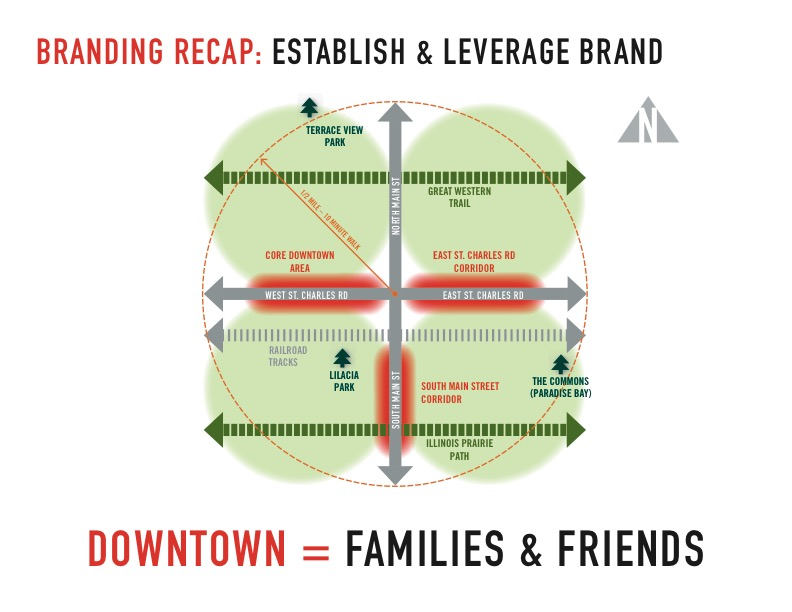 BRANDING RECAP: ESTABLISH & LEVERAGE BRAND
N
TERRACE VIEW
PARK
GREAT WESTERN
TRAIL
NORTH MAIN ST
1/2 MILE - 10 MINUTE WALK
CORE DOWNTOWN
AREA
EAST ST. CHARLES RD
CORRIDOR
WEST ST. CHARLES RD
EAST ST. CHARLES RD
RAILROAD
TRACKS
LILACIA
PARK
SOUTH MAIN ST
SOUTH MAIN STREET
CORRIDOR
THE COMMONS
(PARADISE BAY)
ILLINOIS PRAIRIE
PATH
DOWNTOWN = FAMILIES & FRIENDS